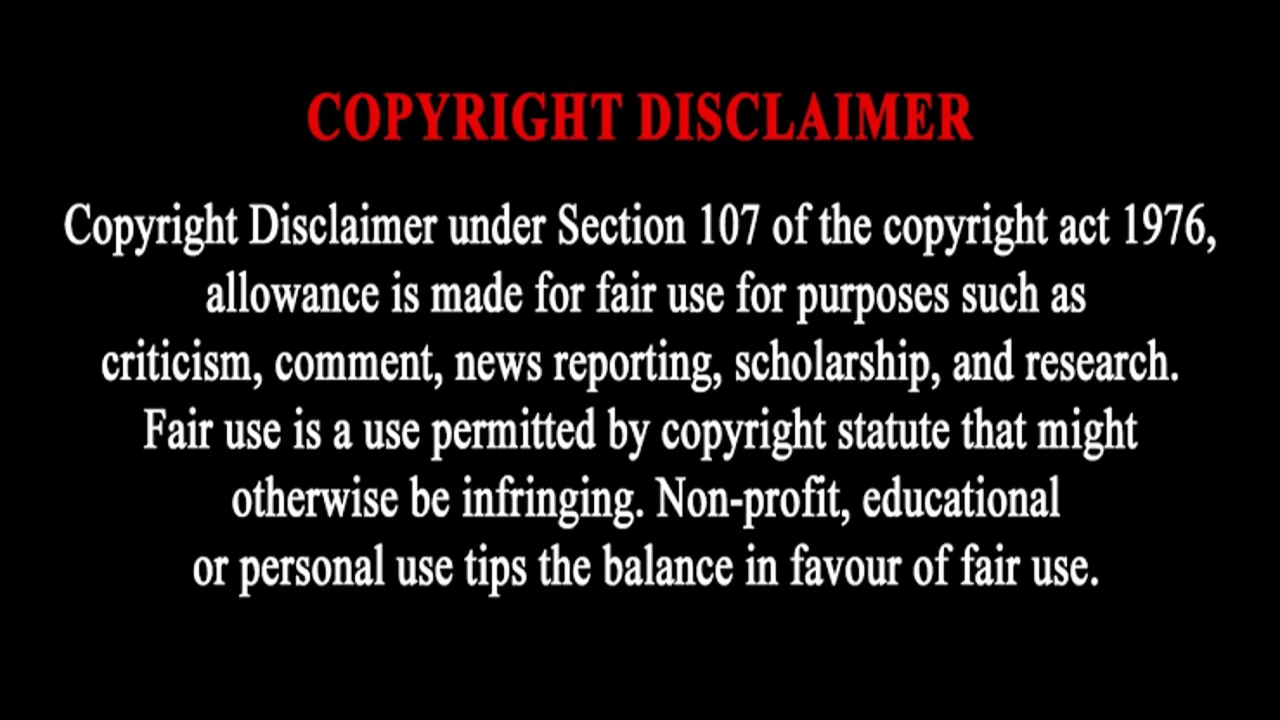 COPYRIGHT DISCLAIMER
Copyright Disclaimer under Section 107 of the copyright act 1976,
allowance is made for fair use for purposes such as
criticism, comment, news reporting, scholarship, and research.
Fair use is a use permitted by copyright statute that might
otherwise be infringing. Non-profit, educational
or personal use tips the balance in favour of fair use.